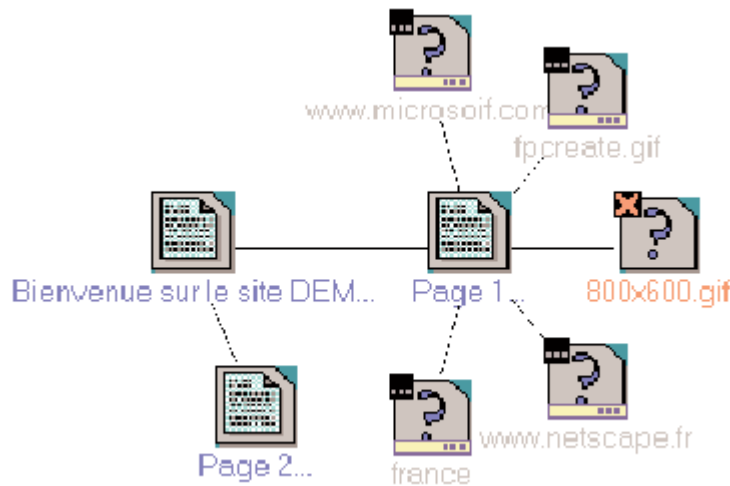 www.microsoif.com
fpcreate.gif
Bienvenue sur le site DEM...
Page 1...
800x600.gif
Page 2...
france
www.netscape.fr